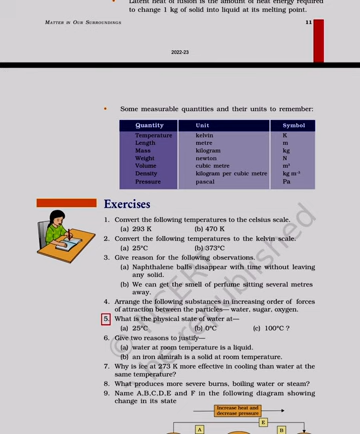 • Latent heat of fusion is the amount of heat energy required
to change 1 kg of solid into liquid at its melting point.
MATTER IN OUR SURROUNDINGS 11
2022-23
• Some measurable quantities and their units to remember:
Quantity Unit Symbol
Temperature kelvin K
Length metre m
Mass kilogram kg
Weight newton N
Volume cubic metre m³
Density kilogram per cubic metre kg m⁻³
Pressure pascal Pa
Exercises
1. Convert the following temperatures to the celsius scale.
(a) 293 K (b) 470 K
2. Convert the following temperatures to the kelvin scale.
(a) 25°C (b) 373°C
3. Give reason for the following observations.
(a) Naphthalene balls disappear with time without leaving
any solid.
(b) We can get the smell of perfume sitting several metres
away.
4. Arrange the following substances in increasing order of forces
of attraction between the particles— water, sugar, oxygen.
5. What is the physical state of water at—
(a) 25°C (b) 0°C (c) 100°C ?
6. Give two reasons to justify—
(a) water at room temperature is a liquid.
(b) an iron almirah is a solid at room temperature.
7. Why is ice at 273 K more effective in cooling than water at the
same temperature?
8. What produces more severe burns, boiling water or steam?
9. Name A,B,C,D,E and F in the following diagram showing
change in its state
Increase heat and
decrease pressure
E
A B